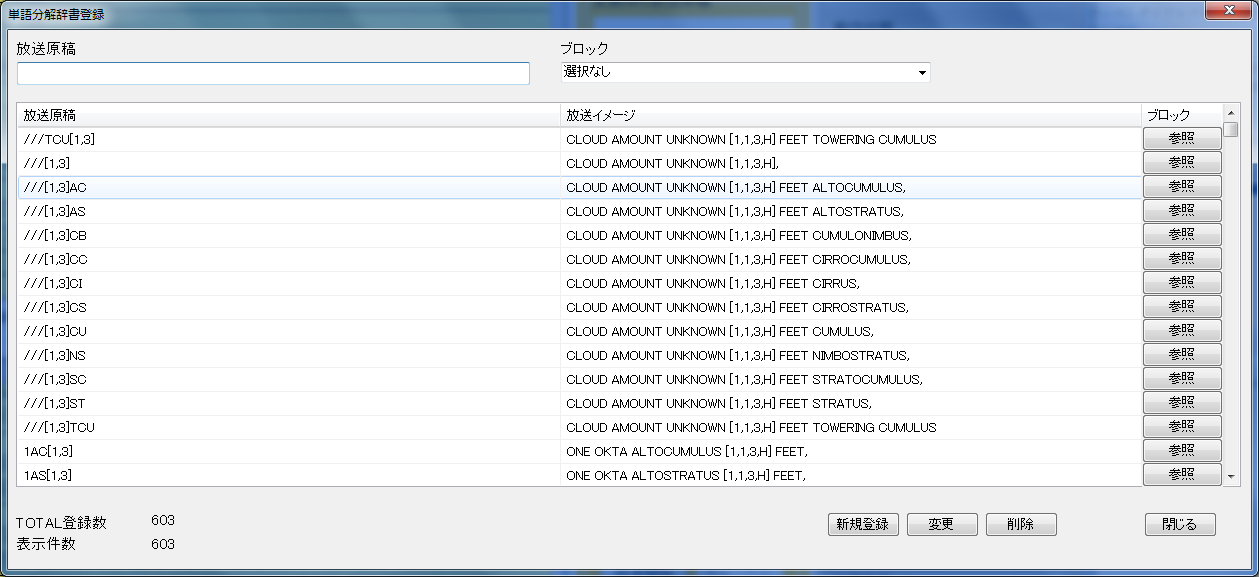 単語分解辞書登録
放送原稿 ブロック
選択なし
放送原稿 放送イメージ ブロック
///TCU[1,3] CLOUD AMOUNT UNKNOWN [1,1,3,H] FEET TOWERING CUMULUS 参照
///[1,3] CLOUD AMOUNT UNKNOWN [1,1,3,H], 参照
///[1,3]AC CLOUD AMOUNT UNKNOWN [1,1,3,H] FEET ALTOCUMULUS, 参照
///[1,3]AS CLOUD AMOUNT UNKNOWN [1,1,3,H] FEET ALTOSTRATUS, 参照
///[1,3]CB CLOUD AMOUNT UNKNOWN [1,1,3,H] FEET CUMULONIMBUS, 参照
///[1,3]CC CLOUD AMOUNT UNKNOWN [1,1,3,H] FEET CIRROCUMULUS, 参照
///[1,3]CI CLOUD AMOUNT UNKNOWN [1,1,3,H] FEET CIRRUS, 参照
///[1,3]CS CLOUD AMOUNT UNKNOWN [1,1,3,H] FEET CIRROSTRATUS, 参照
///[1,3]CU CLOUD AMOUNT UNKNOWN [1,1,3,H] FEET CUMULUS, 参照
///[1,3]NS CLOUD AMOUNT UNKNOWN [1,1,3,H] FEET NIMBOSTRATUS, 参照
///[1,3]SC CLOUD AMOUNT UNKNOWN [1,1,3,H] FEET STRATOCUMULUS, 参照
///[1,3]ST CLOUD AMOUNT UNKNOWN [1,1,3,H] FEET STRATUS, 参照
///[1,3]TCU CLOUD AMOUNT UNKNOWN [1,1,3,H] FEET TOWERING CUMULUS 参照
1AC[1,3] ONE OKTA ALTOCUMULUS [1,1,3,H] FEET, 参照
1AS[1,3] ONE OKTA ALTOSTRATUS [1,1,3,H] FEET, 参照
TOTAL登録数 603
表示件数 603
新規登録 変更 削除 閉じる